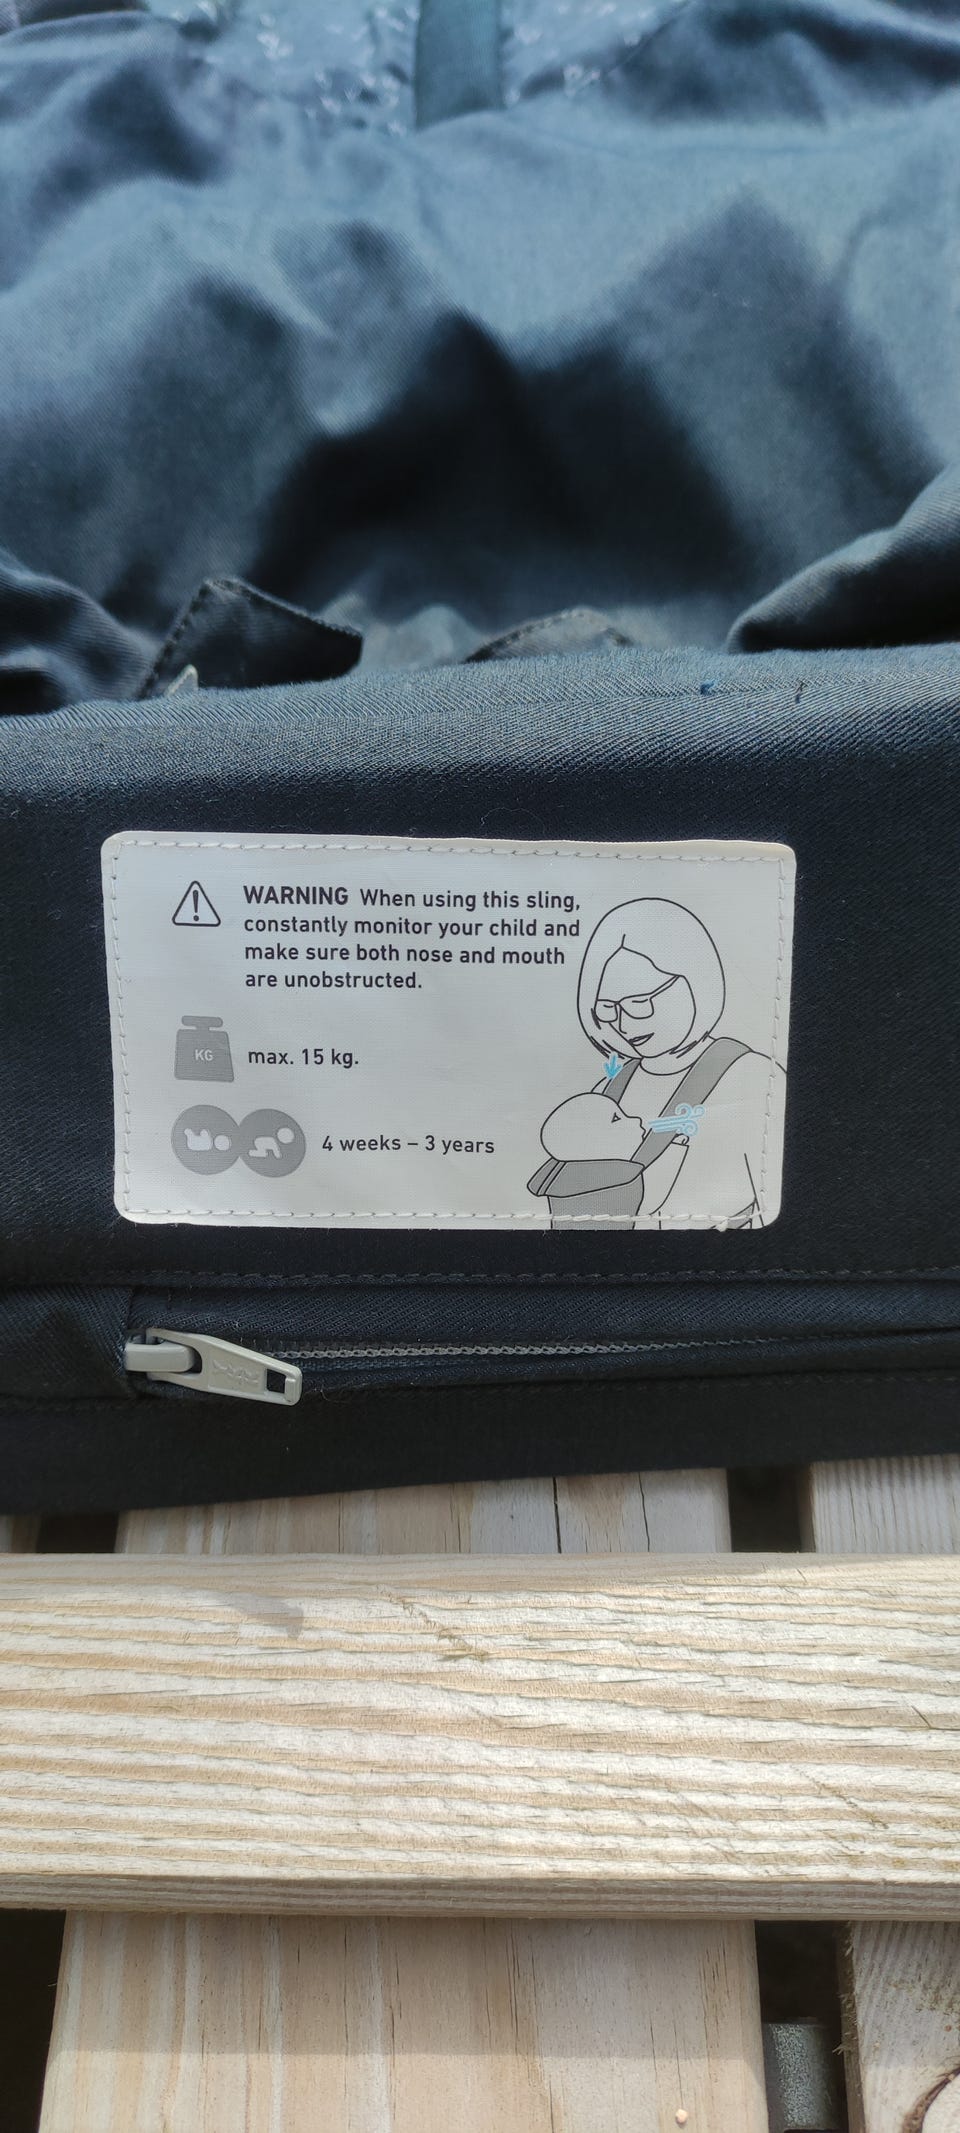 WARNING When using this sling,
constantly monitor your child and
make sure both nose and mouth
are unobstructed.
KG
max. 15 kg.
4 weeks – 3 years
YKK